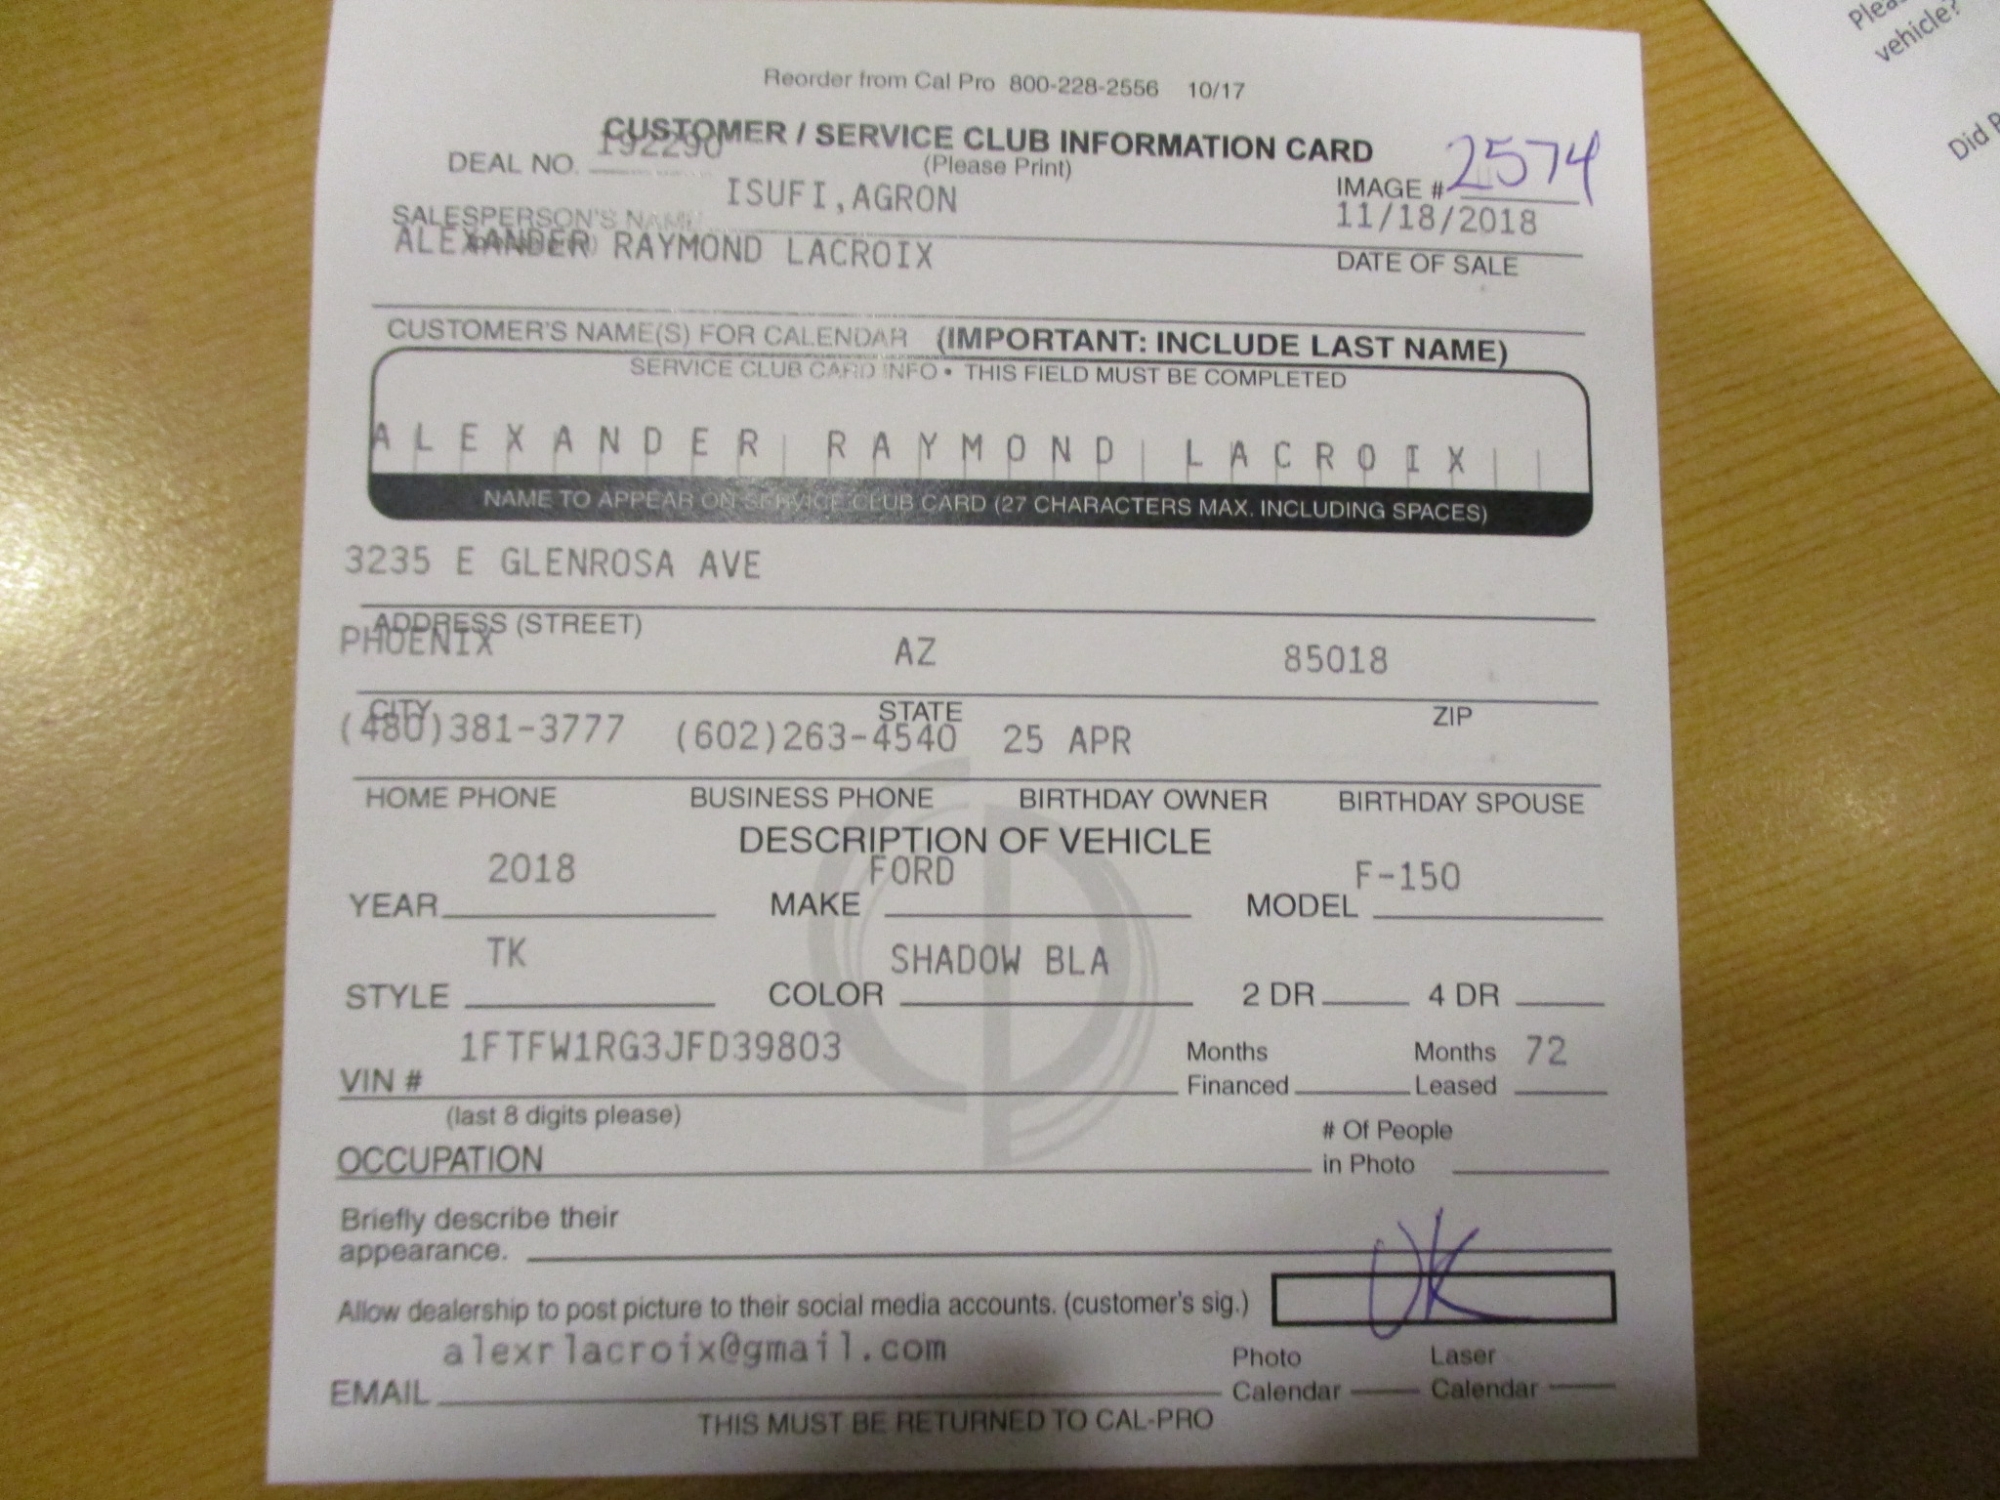 Reorder from Cal Pro 800-228-2556 10/17
CUSTOMER / SERVICE CLUB INFORMATION CARD
(Please Print)
DEAL NO. 192290
IMAGE # 2574
ISUFI,AGRON
11/18/2018
SALESPERSON'S NAME
DATE OF SALE
ALEXANDER RAYMOND LACROIX
CUSTOMER'S NAME(S) FOR CALENDAR (IMPORTANT: INCLUDE LAST NAME)
SERVICE CLUB CARD INFO • THIS FIELD MUST BE COMPLETED
ALEXANDER RAYMOND LACROIX
NAME TO APPEAR ON SERVICE CLUB CARD (27 CHARACTERS MAX. INCLUDING SPACES)
3235 E GLENROSA AVE
ADDRESS (STREET)
PHOENIX AZ 85018
CITY STATE ZIP
(480)381-3777 (602)263-4540 25 APR
HOME PHONE BUSINESS PHONE BIRTHDAY OWNER BIRTHDAY SPOUSE
DESCRIPTION OF VEHICLE
2018 FORD F-150
YEAR MAKE MODEL
TK SHADOW BLA
STYLE COLOR 2 DR 4 DR
1FTFW1RG3JFD39803
VIN #
(last 8 digits please)
Months Financed
Months Leased 72
OCCUPATION
# Of People
in Photo
Briefly describe their
appearance.
Allow dealership to post picture to their social media accounts. (customer's sig.) OK
alexrlacroix@gmail.com
EMAIL
Photo Calendar
Laser Calendar
THIS MUST BE RETURNED TO CAL-PRO
vehicle?
Did